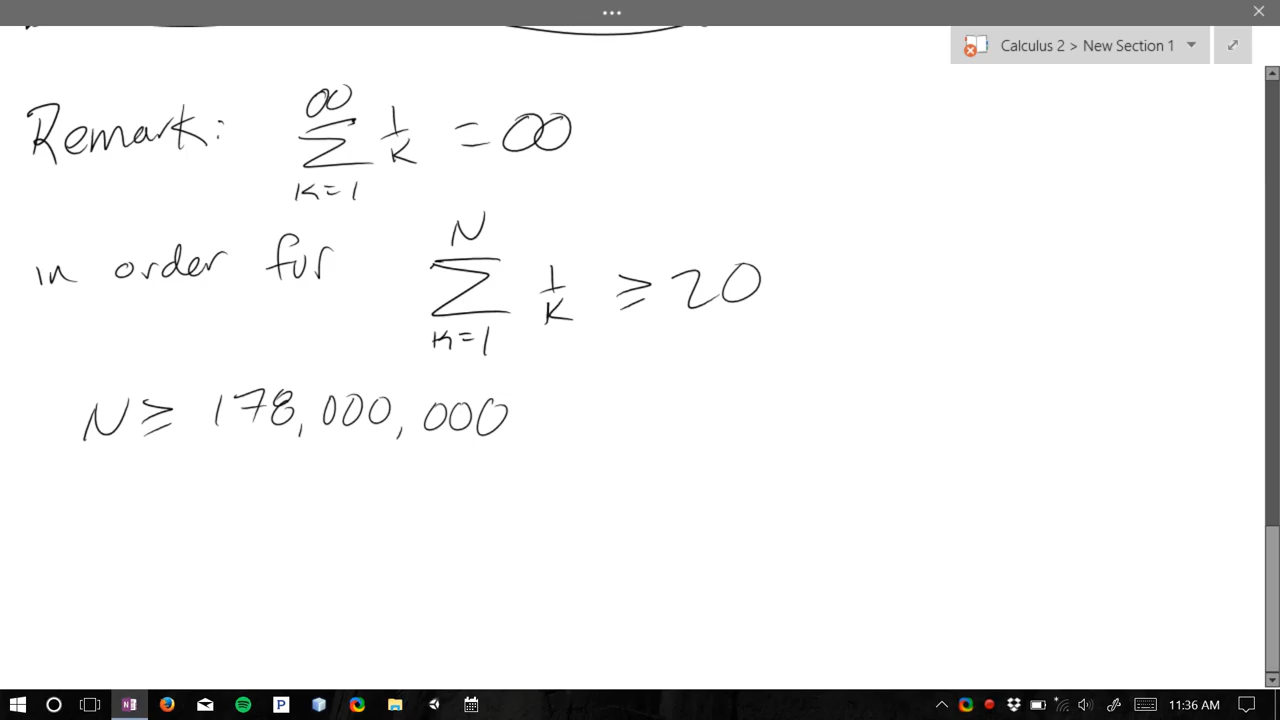 Calculus 2 > New Section 1
Remark: ∞∑k=1 1/k = ∞
in order for N∑k=1 1/k ≥ 20
N ≥ 178,000,000
P
11:36 AM